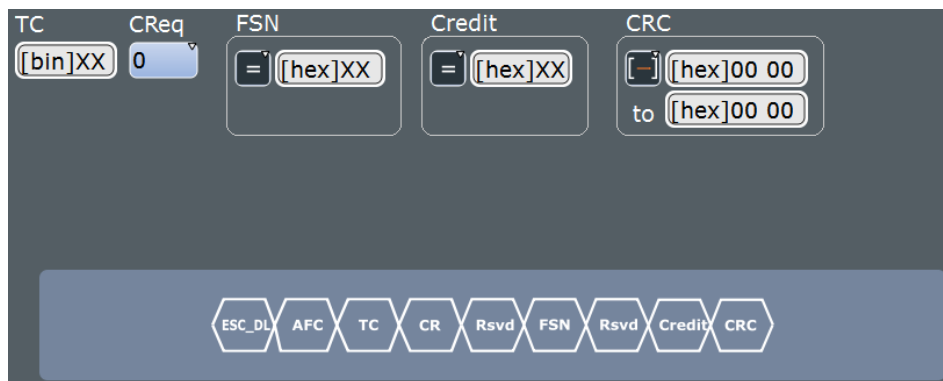 TC CReq FSN Credit CRC
[bin]XX 0 = [hex]XX = [hex]XX [-] [hex]00 00
to [hex]00 00
ESC_DL AFC TC CR Rsvd FSN Rsvd Credit CRC